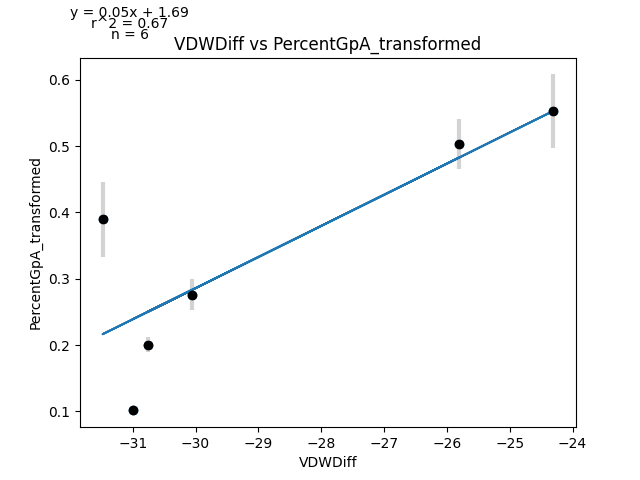 y = 0.05x + 1.69
r^2 = 0.67
n = 6
VDWDiff vs PercentGpA_transformed
PercentGpA_transformed
0.6
0.5
0.4
0.3
0.2
0.1
−31 −30 −29 −28 −27 −26 −25 −24
VDWDiff